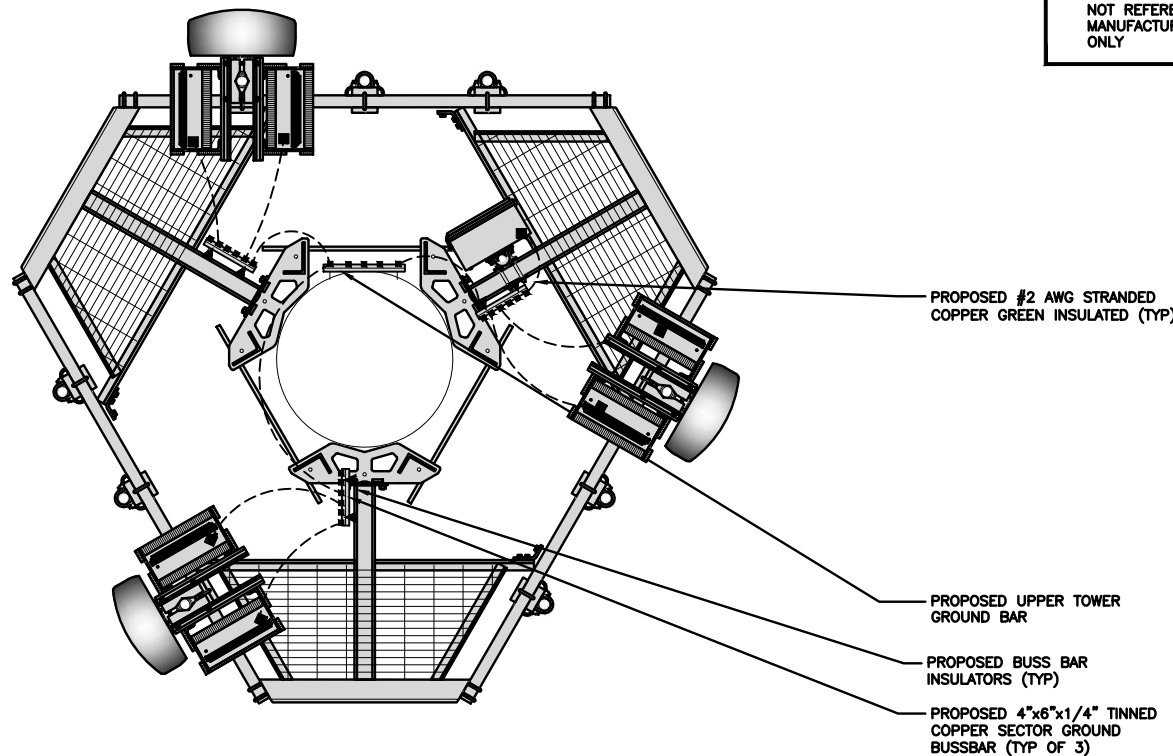 NOT
MANUFACTUR
ONLY
PROPOSED #2 AWG STRANDED
COPPER GREEN INSULATED (TYP)
PROPOSED UPPER TOWER
GROUND BAR
PROPOSED BUSS BAR
INSULATORS (TYP)
PROPOSED 4"x6"x1/4" TINNED
COPPER SECTOR GROUND
BUSSBAR (TYP OF 3)